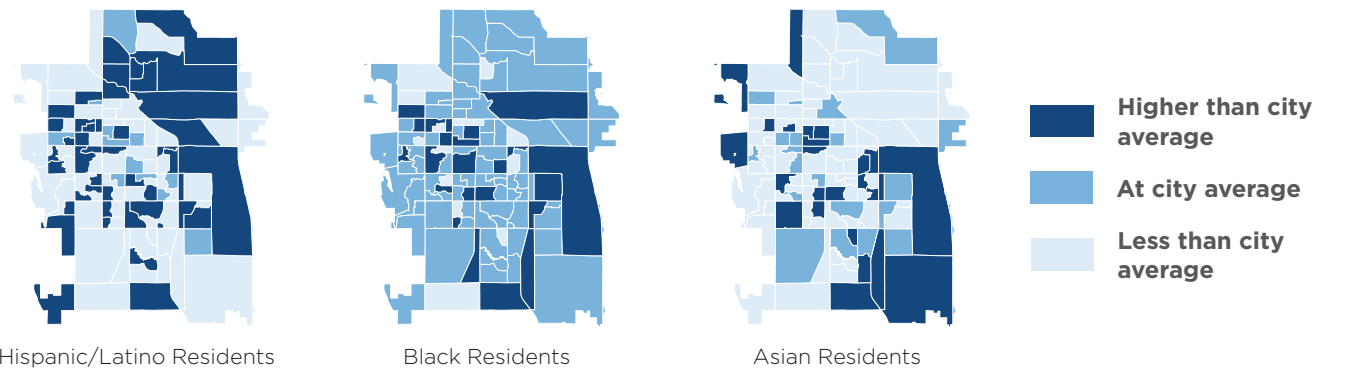 Higher than city
average
At city average
Less than city
average
Hispanic/Latino Residents
Black Residents
Asian Residents